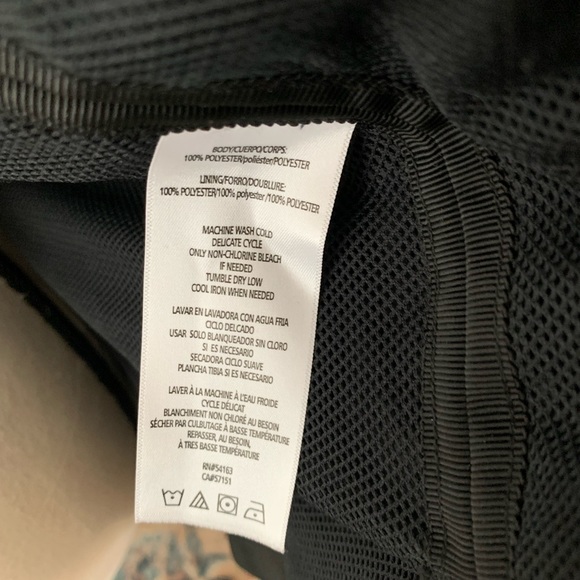 BODY/CUERPO/CORPS:
100% POLYESTER/poliéster/POLYESTER
LINING/FORRO/DOUBLURE:
100% POLYESTER/100% polyester /100% POLYESTER
MACHINE WASH COLD
DELICATE CYCLE
ONLY NON-CHLORINE BLEACH
IF NEEDED
TUMBLE DRY LOW
COOL IRON WHEN NEEDED
LAVAR EN LAVADORA CON AGUA FRIA
CICLO DELGADO
USAR SOLO BLANQUEADOR SIN CLORO
SI ES NECESARIO
SECADORA CICLO SUAVE
PLANCHA TIBIA SI ES NECESARIO
LAVER À LA MACHINE À L'EAU FROIDE
CYCLE DÉLICAT
BLANCHIMENT NON CHLORÉ AU BESOIN
SÉCHER PAR CULBUTAGE À BASSE TEMPÉRATURE
REPASSER, AU BESOIN,
À TRES BASSE TEMPÉRATURE
RN#54163
CA#57151